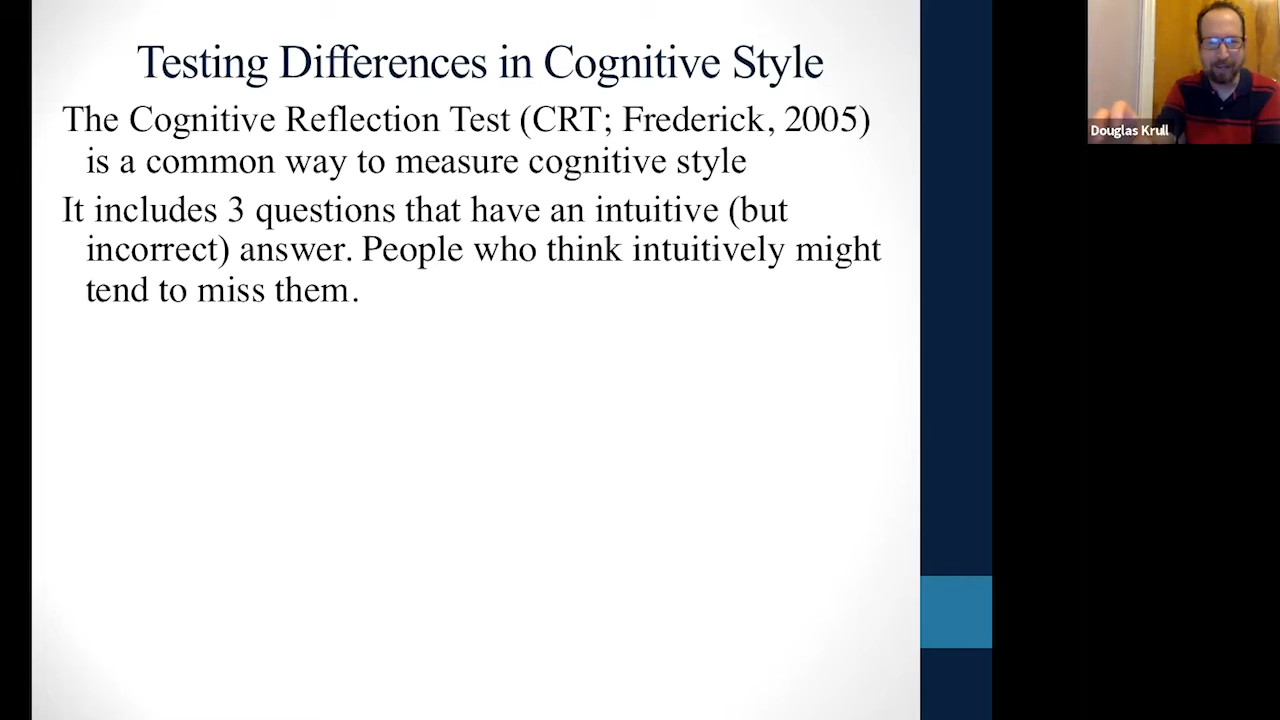 Testing Differences in Cognitive Style
The Cognitive Reflection Test (CRT; Frederick, 2005)
is a common way to measure cognitive style
It includes 3 questions that have an intuitive (but
incorrect) answer. People who think intuitively might
tend to miss them.
Douglas Krull